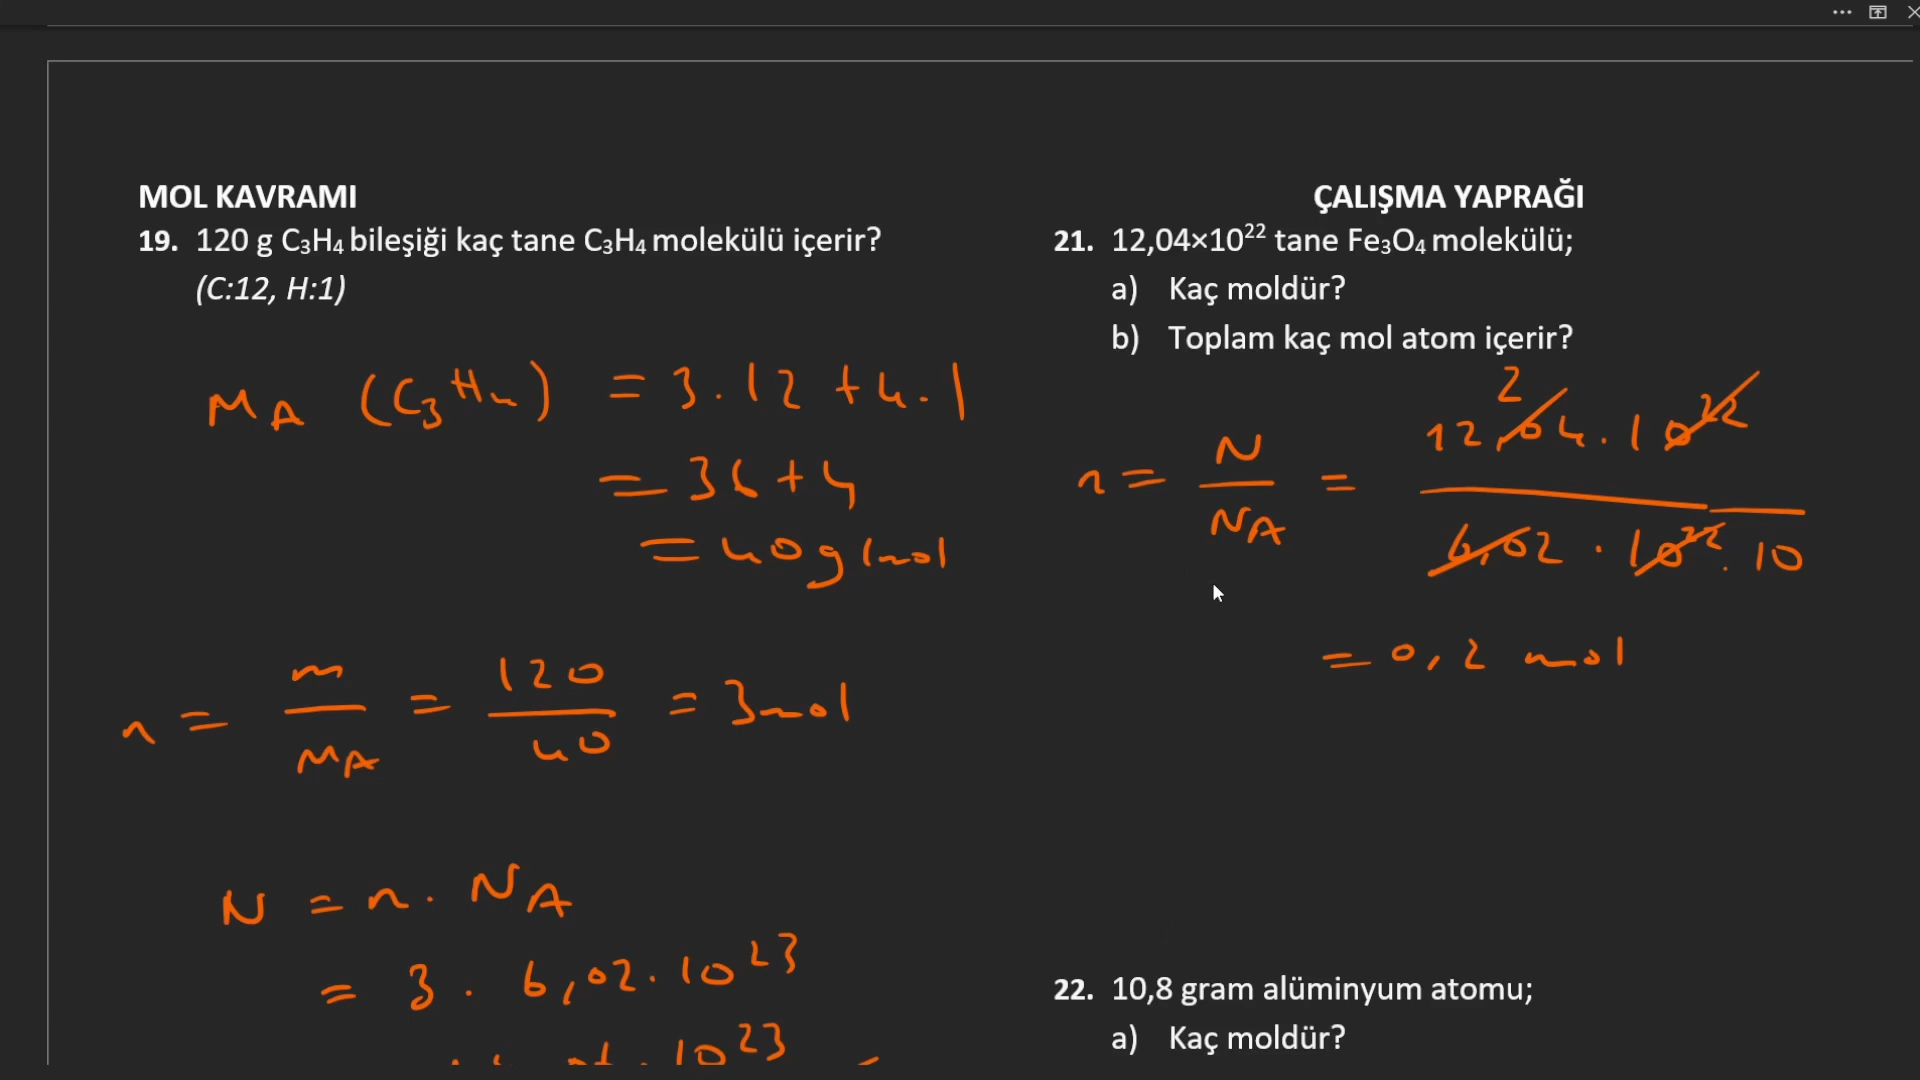 MOL KAVRAMI
19. 120 g C₃H₄ bileşiği kaç tane C₃H₄ molekülü içerir?
(C:12, H:1)
MA (C₃H₄) = 3.12 + 4.1
= 36 + 4
= 40 g/mol
n = m/MA = 120/40 = 3 mol
N = n. NA
= 3. 6,02.10²³
.10²³
ÇALIŞMA YAPRAĞI
21. 12,04×10²² tane Fe₃O₄ molekülü;
a) Kaç moldür?
b) Toplam kaç mol atom içerir?
2
n = N/NA = 12,04.10²²/6,02.10²².10
= 0,2 mol
22. 10,8 gram alüminyum atomu;
a) Kaç moldür?